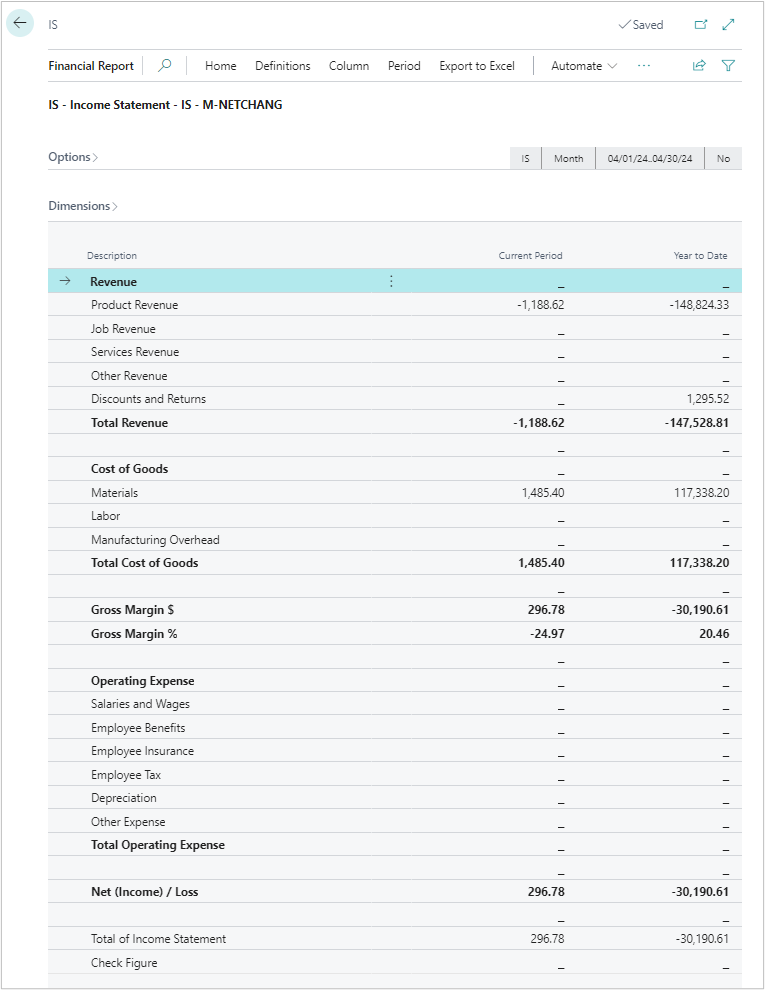 IS Saved
Financial Report Home Definitions Column Period Export to Excel Automate ...
IS - Income Statement - IS - M-NETCHANG
Options IS Month 04/01/24..04/30/24 No
Dimensions
Description Current Period Year to Date
Revenue _ _
Product Revenue -1,188.62 -148,824.33
Job Revenue _ _
Services Revenue _ _
Other Revenue _ _
Discounts and Returns _ 1,295.52
Total Revenue -1,188.62 -147,528.81
_ _
Cost of Goods _ _
Materials 1,485.40 117,338.20
Labor _ _
Manufacturing Overhead _ _
Total Cost of Goods 1,485.40 117,338.20
_ _
Gross Margin $ 296.78 -30,190.61
Gross Margin % -24.97 20.46
_ _
Operating Expense _ _
Salaries and Wages _ _
Employee Benefits _ _
Employee Insurance _ _
Employee Tax _ _
Depreciation _ _
Other Expense _ _
Total Operating Expense _ _
_ _
Net (Income) / Loss 296.78 -30,190.61
_ _
Total of Income Statement 296.78 -30,190.61
Check Figure _ _